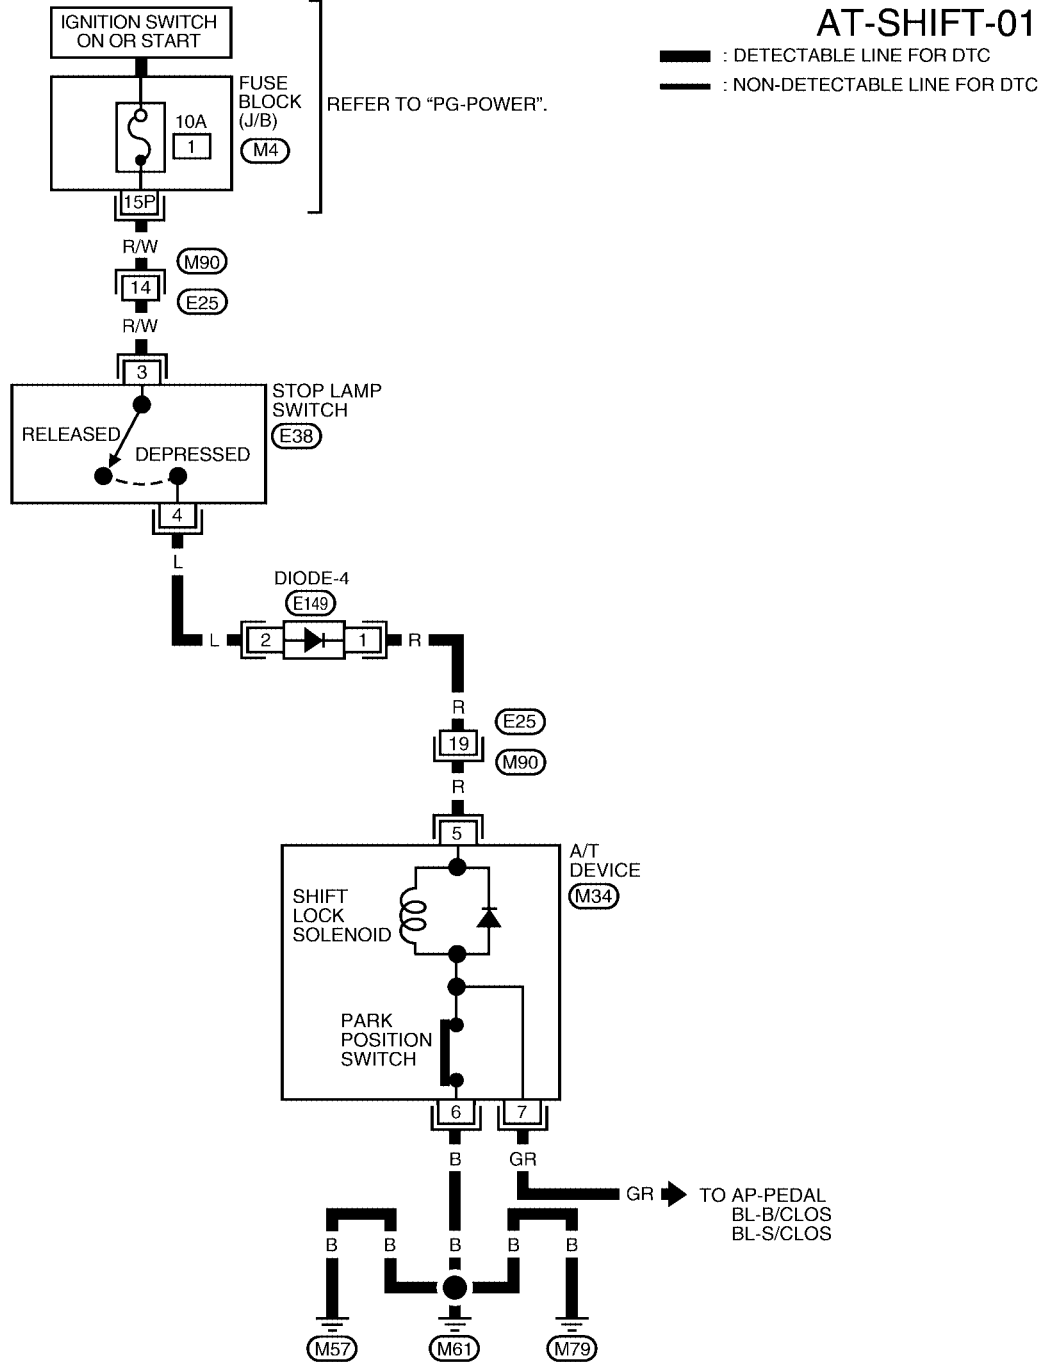 AT-SHIFT-01
: DETECTABLE LINE FOR DTC
: NON-DETECTABLE LINE FOR DTC
IGNITION SWITCH
ON OR START
FUSE
BLOCK
(J/B)
M4
10A
1
REFER TO “PG-POWER”.
15P
R/W
M90
14
E25
R/W
3
STOP LAMP
SWITCH
E38
RELEASED
DEPRESSED
4
L
DIODE-4
E149
L
2
1
R
R
E25
19
M90
R
5
A/T
DEVICE
M34
SHIFT
LOCK
SOLENOID
PARK
POSITION
SWITCH
6
7
B
GR
GR
TO AP-PEDAL
BL-B/CLOS
BL-S/CLOS
B
B
B
B
B
M57
M61
M79